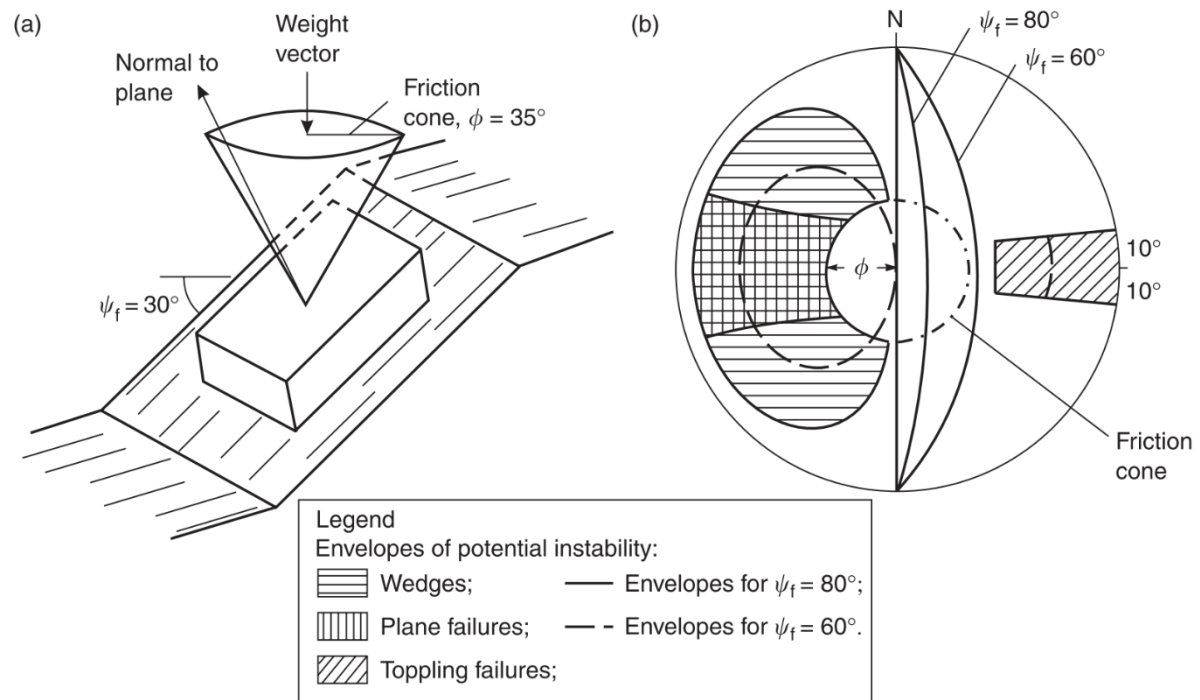 (a)
Weight
vector
Normal to
plane
Friction
cone, ϕ = 35°
ψf = 30°
(b)
N
ψf = 80°
ψf = 60°
ϕ
10°
10°
Friction
cone
Legend
Envelopes of potential instability:
Wedges;
Envelopes for ψf = 80°;
Plane failures;
Envelopes for ψf = 60°.
Toppling failures;